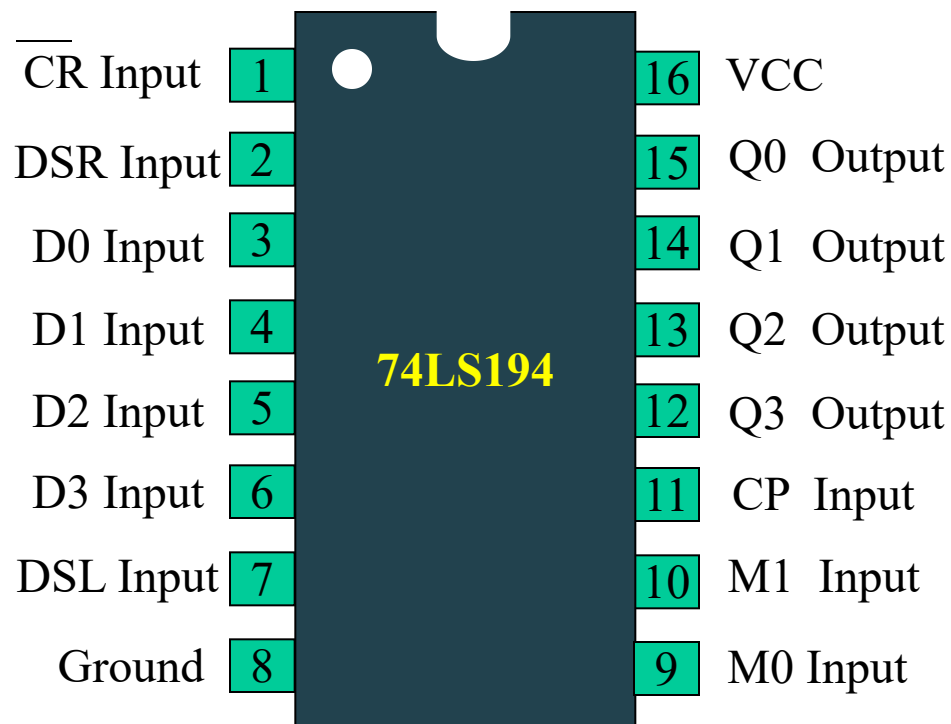 C̅R̅ Input 1
DSR Input 2
D0 Input 3
D1 Input 4
D2 Input 5
D3 Input 6
DSL Input 7
Ground 8
74LS194
16 VCC
15 Q0 Output
14 Q1 Output
13 Q2 Output
12 Q3 Output
11 CP Input
10 M1 Input
9 M0 Input